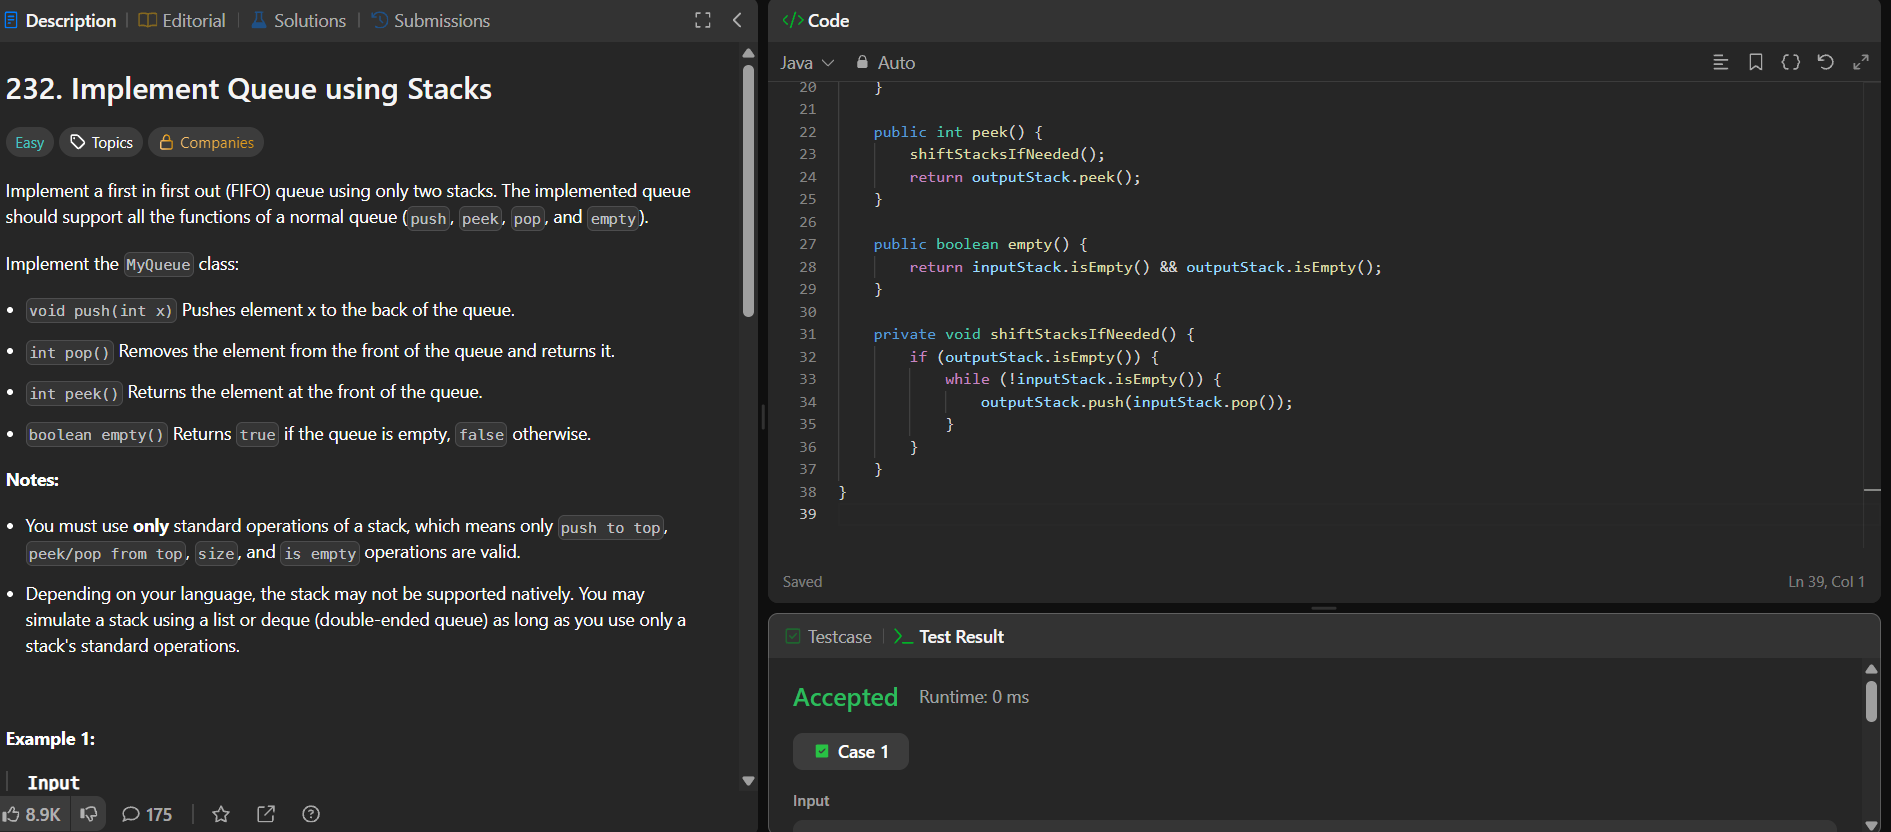 Description | Editorial | Solutions | Submissions
232. Implement Queue using Stacks
Easy Topics Companies
Implement a first in first out (FIFO) queue using only two stacks. The implemented queue
should support all the functions of a normal queue (push, peek, pop, and empty).
Implement the MyQueue class:
• void push(int x) Pushes element x to the back of the queue.
• int pop() Removes the element from the front of the queue and returns it.
• int peek() Returns the element at the front of the queue.
• boolean empty() Returns true if the queue is empty, false otherwise.
Notes:
• You must use only standard operations of a stack, which means only push to top,
peek/pop from top, size, and is empty operations are valid.
• Depending on your language, the stack may not be supported natively. You may
simulate a stack using a list or deque (double-ended queue) as long as you use only a
stack's standard operations.
Example 1:
Input
8.9K 175
</> Code
Java Auto
20 }
21
22 public int peek() {
23 shiftStacksIfNeeded();
24 return outputStack.peek();
25 }
26
27 public boolean empty() {
28 return inputStack.isEmpty() && outputStack.isEmpty();
29 }
30
31 private void shiftStacksIfNeeded() {
32 if (outputStack.isEmpty()) {
33 while (!inputStack.isEmpty()) {
34 outputStack.push(inputStack.pop());
35 }
36 }
37 }
38 }
39
Saved Ln 39, Col 1
Testcase | >_ Test Result
Accepted Runtime: 0 ms
Case 1
Input